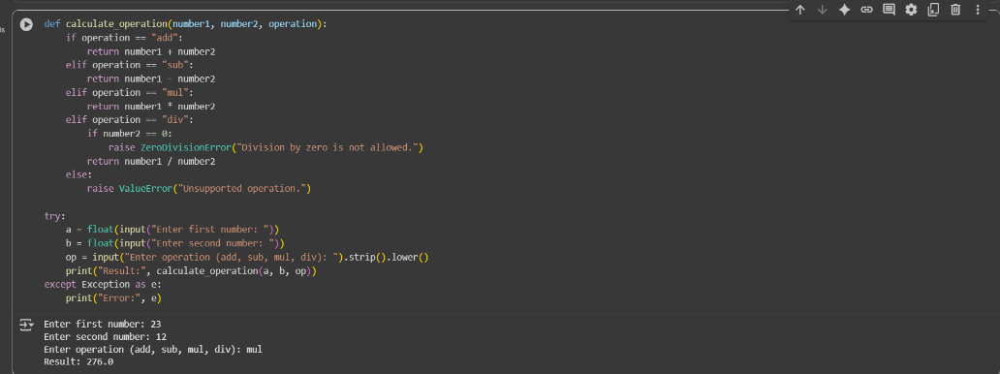 def calculate_operation(number1, number2, operation):
    if operation == "add":
        return number1 + number2
    elif operation == "sub":
        return number1 - number2
    elif operation == "mul":
        return number1 * number2
    elif operation == "div":
        if number2 == 0:
            raise ZeroDivisionError("Division by zero is not allowed.")
        return number1 / number2
    else:
        raise ValueError("Unsupported operation.")
try:
    a = float(input("Enter first number: "))
    b = float(input("Enter second number: "))
    op = input("Enter operation (add, sub, mul, div): ").strip().lower()
    print("Result:", calculate_operation(a, b, op))
except Exception as e:
    print("Error:", e)
Enter first number: 23
Enter second number: 12
Enter operation (add, sub, mul, div): mul
Result: 276.0